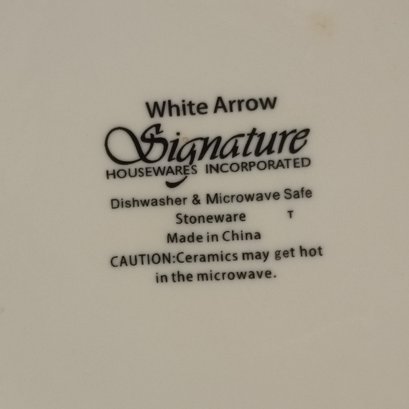 White Arrow
Signature
HOUSEWARES INCORPORATED
Dishwasher & Microwave Safe
Stoneware T
Made in China
CAUTION:Ceramics may get hot
in the microwave.